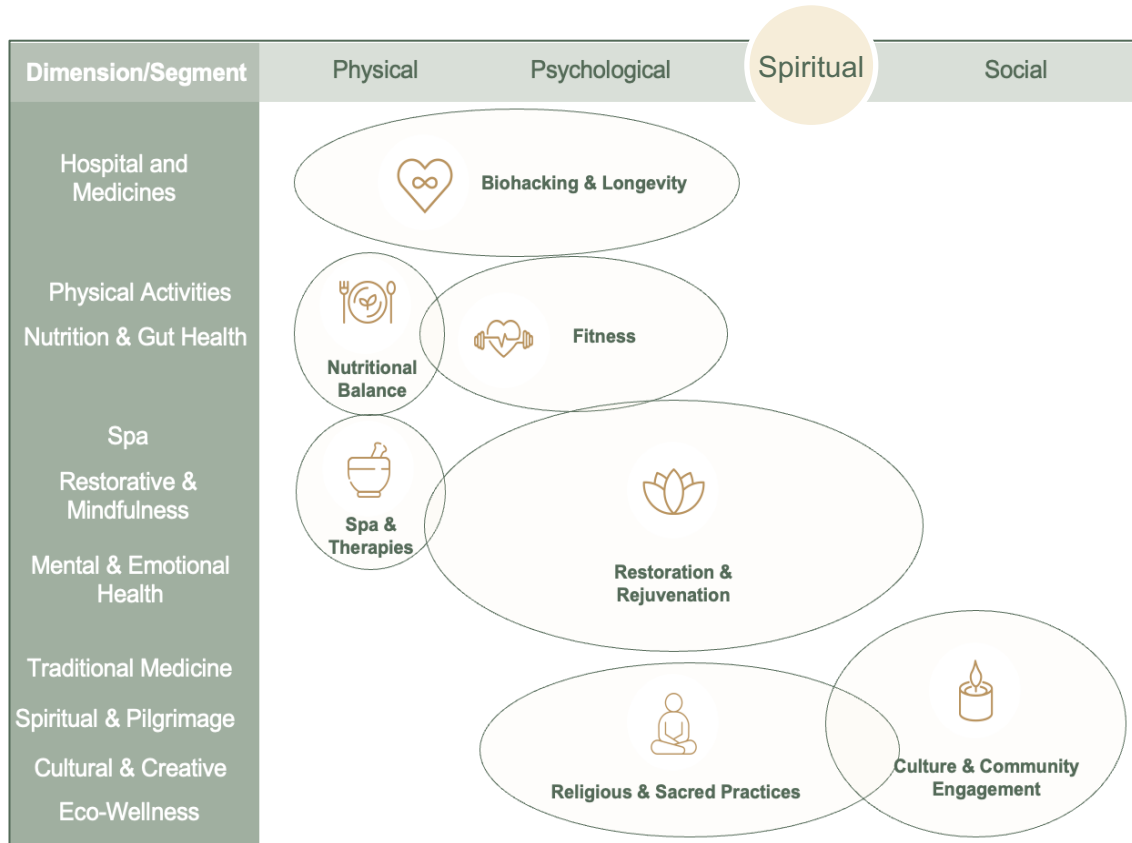 Dimension/Segment
Physical
Psychological
Spiritual
Social
Hospital and
Medicines
Biohacking & Longevity
Physical Activities
Nutrition & Gut Health
Fitness
Nutritional
Balance
Spa
Restorative &
Mindfulness
Spa &
Therapies
Mental & Emotional
Health
Restoration &
Rejuvenation
Traditional Medicine
Spiritual & Pilgrimage
Cultural & Creative
Eco-Wellness
Religious & Sacred Practices
Culture & Community
Engagement